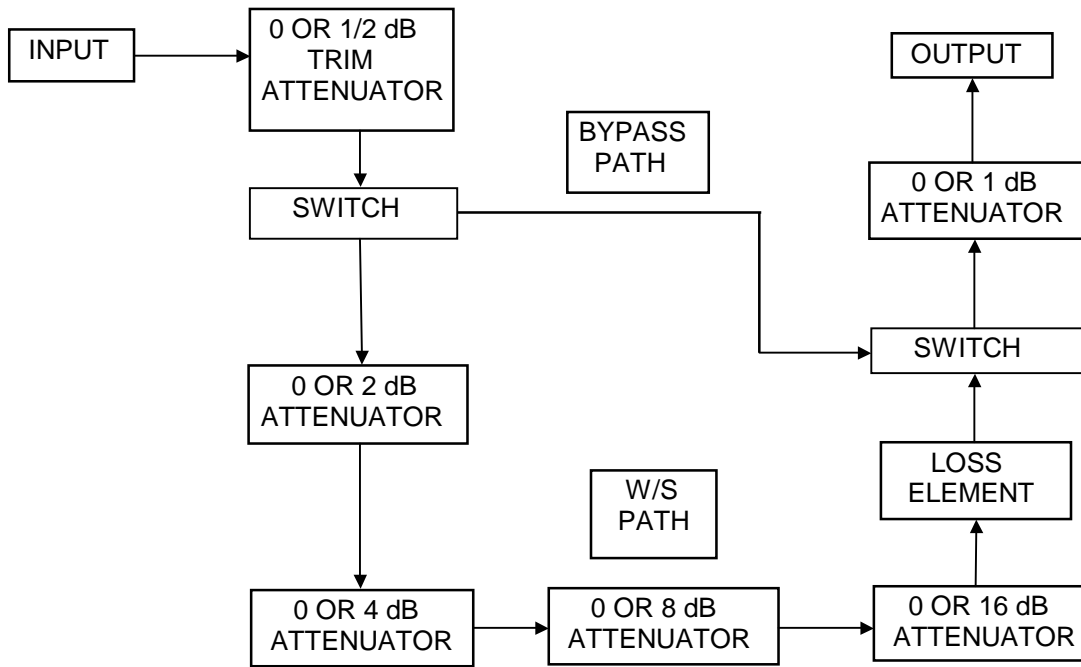 INPUT
0 OR 1/2 dB
TRIM
ATTENUATOR
SWITCH
BYPASS
PATH
OUTPUT
0 OR 1 dB
ATTENUATOR
SWITCH
0 OR 2 dB
ATTENUATOR
W/S
PATH
LOSS
ELEMENT
0 OR 4 dB
ATTENUATOR
0 OR 8 dB
ATTENUATOR
0 OR 16 dB
ATTENUATOR